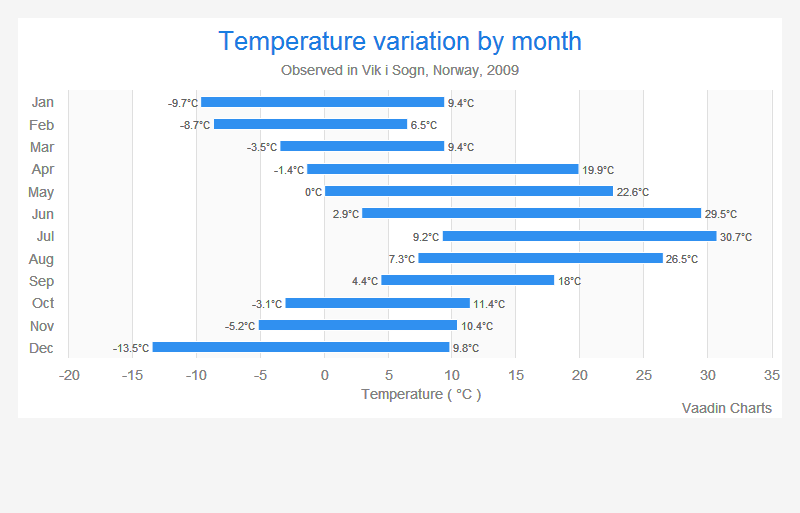 Temperature variation by month
Observed in Vik i Sogn, Norway, 2009
Jan -9.7°C 9.4°C
Feb -8.7°C 6.5°C
Mar -3.5°C 9.4°C
Apr -1.4°C 19.9°C
May 0°C 22.6°C
Jun 2.9°C 29.5°C
Jul 9.2°C 30.7°C
Aug 7.3°C 26.5°C
Sep 4.4°C 18°C
Oct -3.1°C 11.4°C
Nov -5.2°C 10.4°C
Dec -13.5°C 9.8°C
-20 -15 -10 -5 0 5 10 15 20 25 30 35
Temperature ( °C )
Vaadin Charts